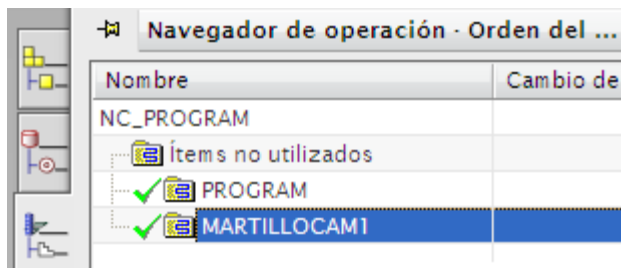 Navegador de operación - Orden del ...
Nombre Cambio de
NC_PROGRAM
Ítems no utilizados
PROGRAM
MARTILLOCAM1